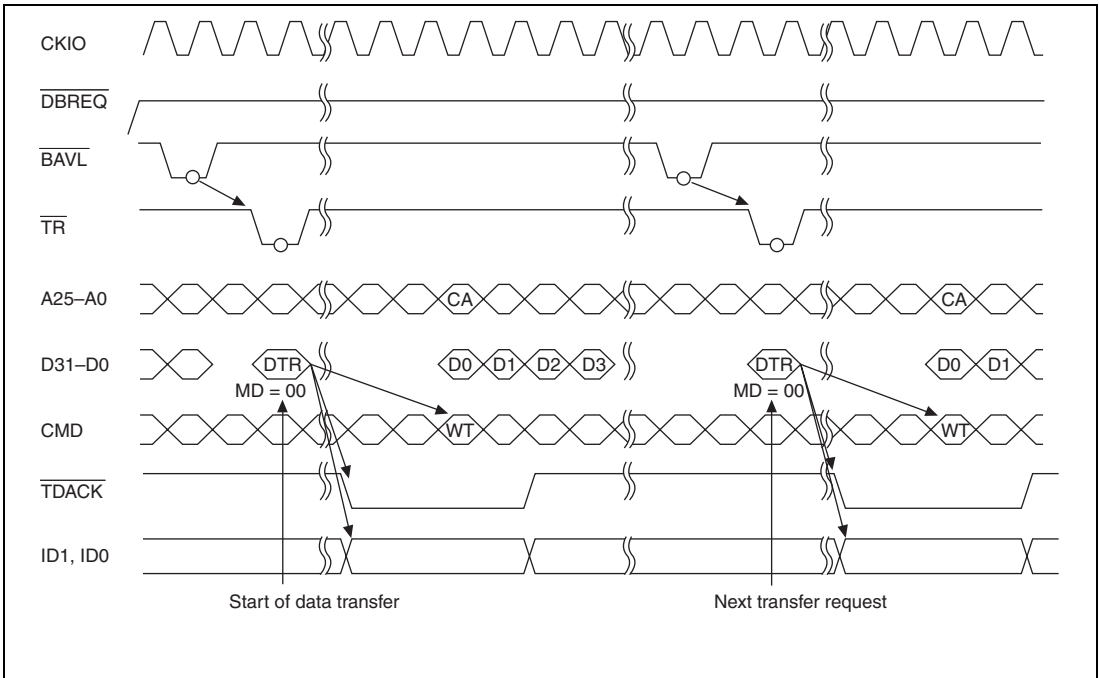 CKIO
DBREQ
BAVL
TR
A25–A0 CA CA
D31–D0 DTR D0 D1 D2 D3 DTR D0 D1
MD = 00 MD = 00
CMD WT WT
TDACK
ID1, ID0
Start of data transfer Next transfer request